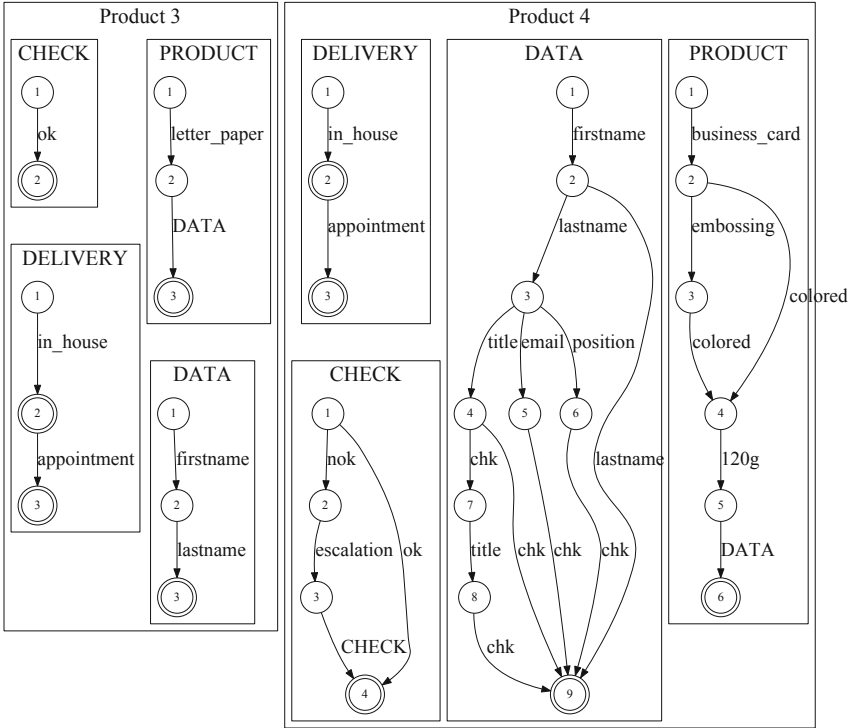 Product 3
CHECK
1
ok
2
PRODUCT
1
letter_paper
2
DATA
3
DELIVERY
1
in_house
2
appointment
3
DATA
1
firstname
2
lastname
3
Product 4
DELIVERY
1
in_house
2
appointment
3
CHECK
1
nok
2
escalation
ok
3
CHECK
4
DATA
1
firstname
2
lastname
3
title
email
position
4
5
6
chk
lastname
7
title
chk
chk
chk
8
chk
9
PRODUCT
1
business_card
2
embossing
colored
3
colored
4
120g
5
DATA
6